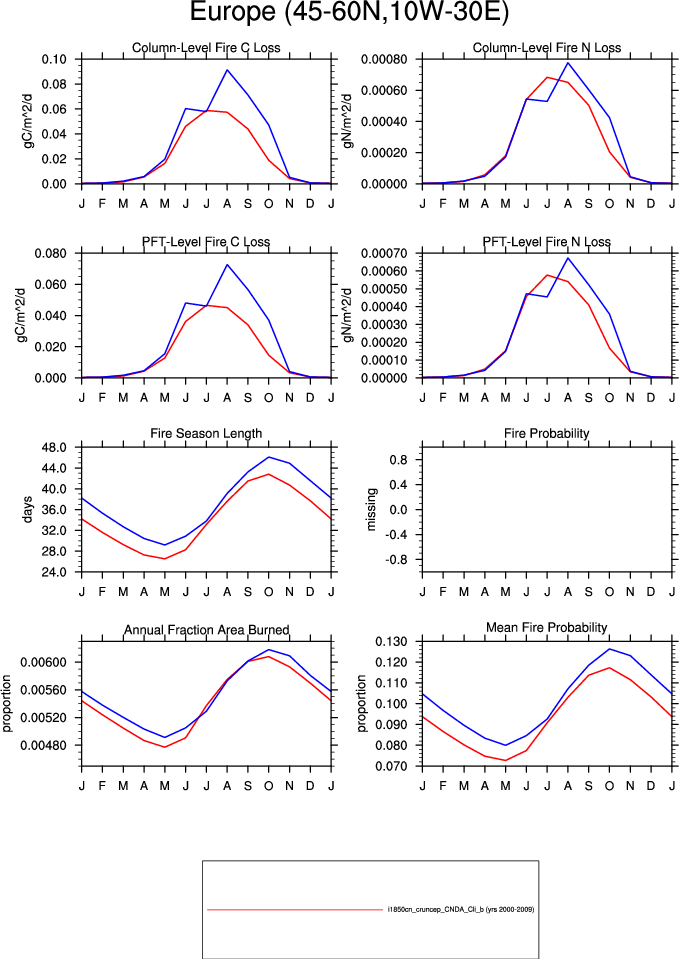 Europe (45-60N,10W-30E)
Column-Level Fire C Loss
gC/m^2/d
0.10
0.08
0.06
0.04
0.02
0.00
J F M A M J J A S O N D J
Column-Level Fire N Loss
gN/m^2/d
0.00080
0.00060
0.00040
0.00020
0.00000
J F M A M J J A S O N D J
PFT-Level Fire C Loss
gC/m^2/d
0.080
0.060
0.040
0.020
0.000
J F M A M J J A S O N D J
PFT-Level Fire N Loss
gN/m^2/d
0.00070
0.00060
0.00050
0.00040
0.00030
0.00020
0.00010
0.00000
J F M A M J J A S O N D J
Fire Season Length
days
48.0
44.0
40.0
36.0
32.0
28.0
24.0
J F M A M J J A S O N D J
Fire Probability
missing
0.8
0.4
0.0
-0.4
-0.8
J F M A M J J A S O N D J
Annual Fraction Area Burned
proportion
0.00600
0.00560
0.00520
0.00480
J F M A M J J A S O N D J
Mean Fire Probability
proportion
0.130
0.120
0.110
0.100
0.090
0.080
0.070
J F M A M J J A S O N D J
i1850cn_cruncep_CNDA_Cli_b (yrs 2000-2009)